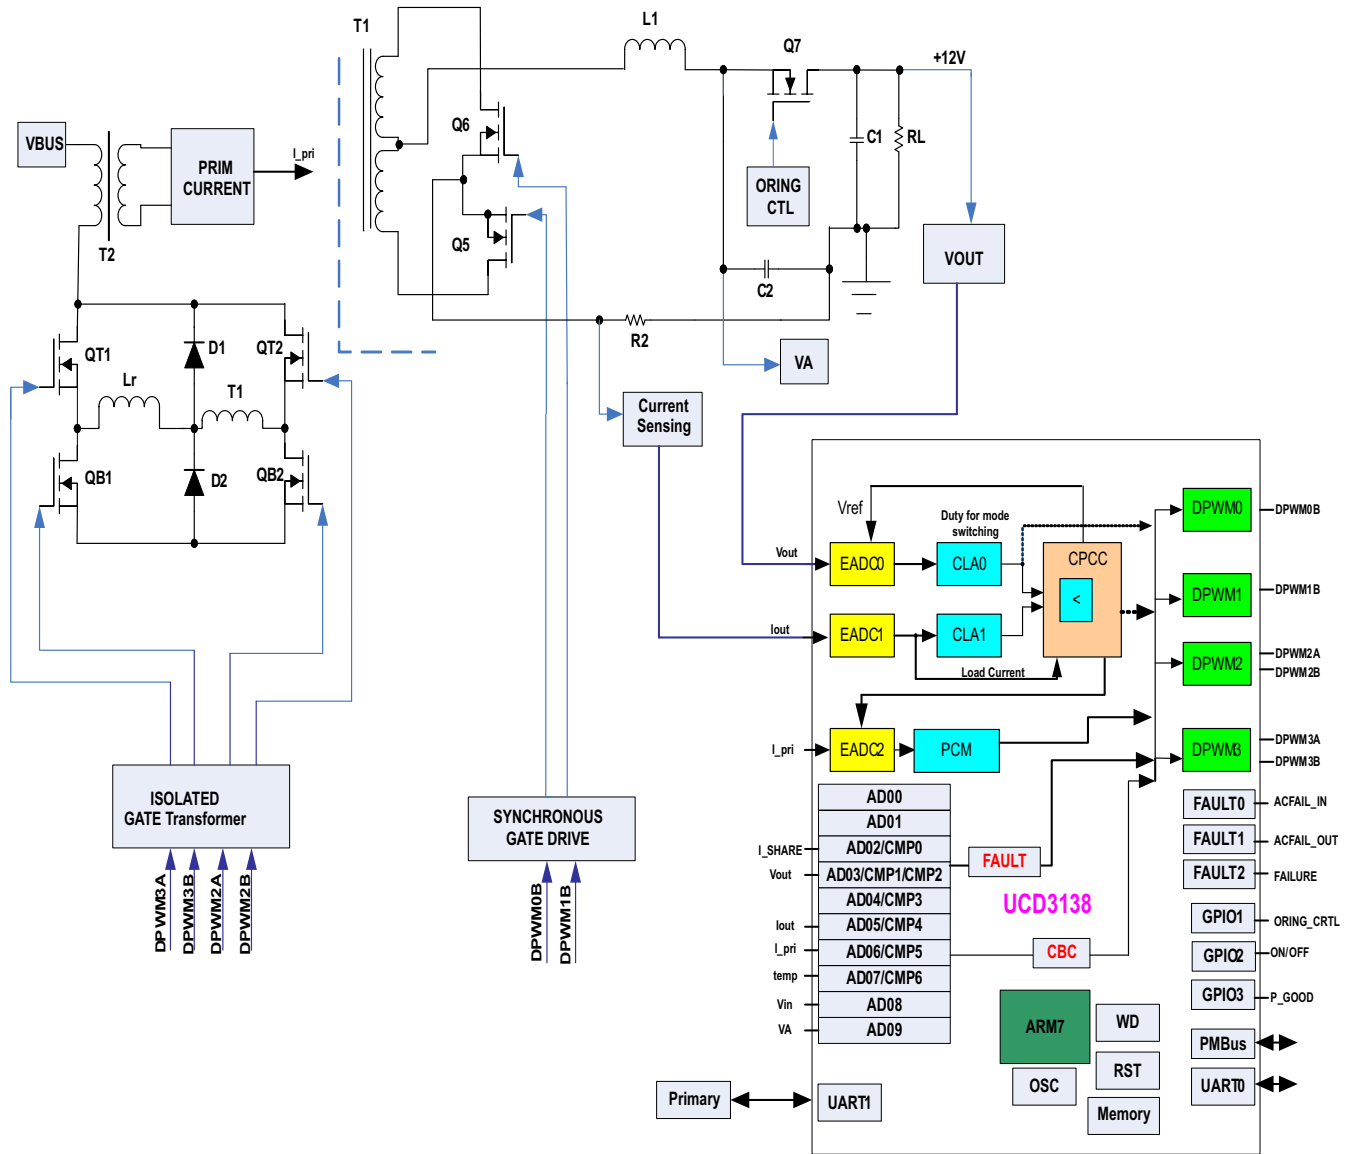 T1
L1
Q7
+12V
VBUS
PRIM
CURRENT
I_pri
T2
Q6
Q5
C1
RL
ORING
CTL
VOUT
C2
R2
VA
QT1
D1
QT2
Lr
T1
QB1
D2
QB2
Current
Sensing
ISOLATED
GATE Transformer
DPWM3A
DPWM3B
DPWM2A
DPWM2B
SYNCHRONOUS
GATE DRIVE
DPWM0B
DPWM1B
Vref
Duty for mode
switching
Vout
EADC0
CLA0
CPCC
<
Iout
EADC1
CLA1
Load Current
I_pri
EADC2
PCM
DPWM0
DPWM0B
DPWM1
DPWM1B
DPWM2
DPWM2A
DPWM2B
DPWM3
DPWM3A
DPWM3B
AD00
AD01
I_SHARE
AD02/CMP0
Vout
AD03/CMP1/CMP2
AD04/CMP3
Iout
AD05/CMP4
I_pri
AD06/CMP5
temp
AD07/CMP6
Vin
AD08
VA
AD09
FAULT
UCD3138
CBC
FAULT0
ACFAIL_IN
FAULT1
ACFAIL_OUT
FAULT2
FAILURE
GPIO1
ORING_CRTL
GPIO2
ON/OFF
GPIO3
P_GOOD
ARM7
WD
OSC
RST
Memory
PMBus
UART0
Primary
UART1